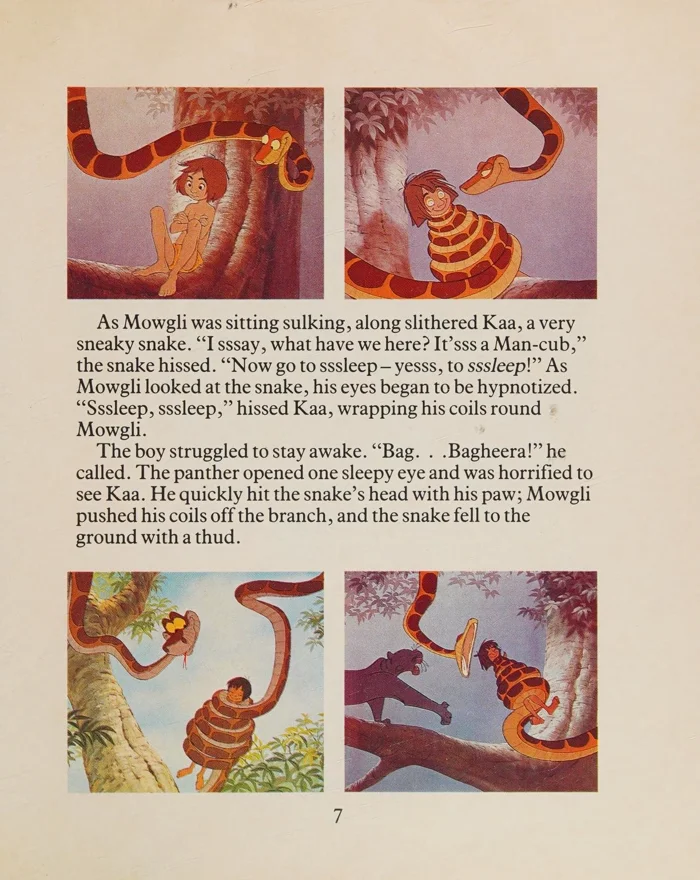 As Mowgli was sitting sulking, along slithered Kaa, a very
sneaky snake. “I sssay, what have we here? It’sss a Man-cub,”
the snake hissed. “Now go to sssleep – yesss, to sssleep!” As
Mowgli looked at the snake, his eyes began to be hypnotized.
“Sssleep, sssleep,” hissed Kaa, wrapping his coils round
Mowgli.
The boy struggled to stay awake. “Bag. . .Bagheera!” he
called. The panther opened one sleepy eye and was horrified to
see Kaa. He quickly hit the snake’s head with his paw; Mowgli
pushed his coils off the branch, and the snake fell to the
ground with a thud.
7